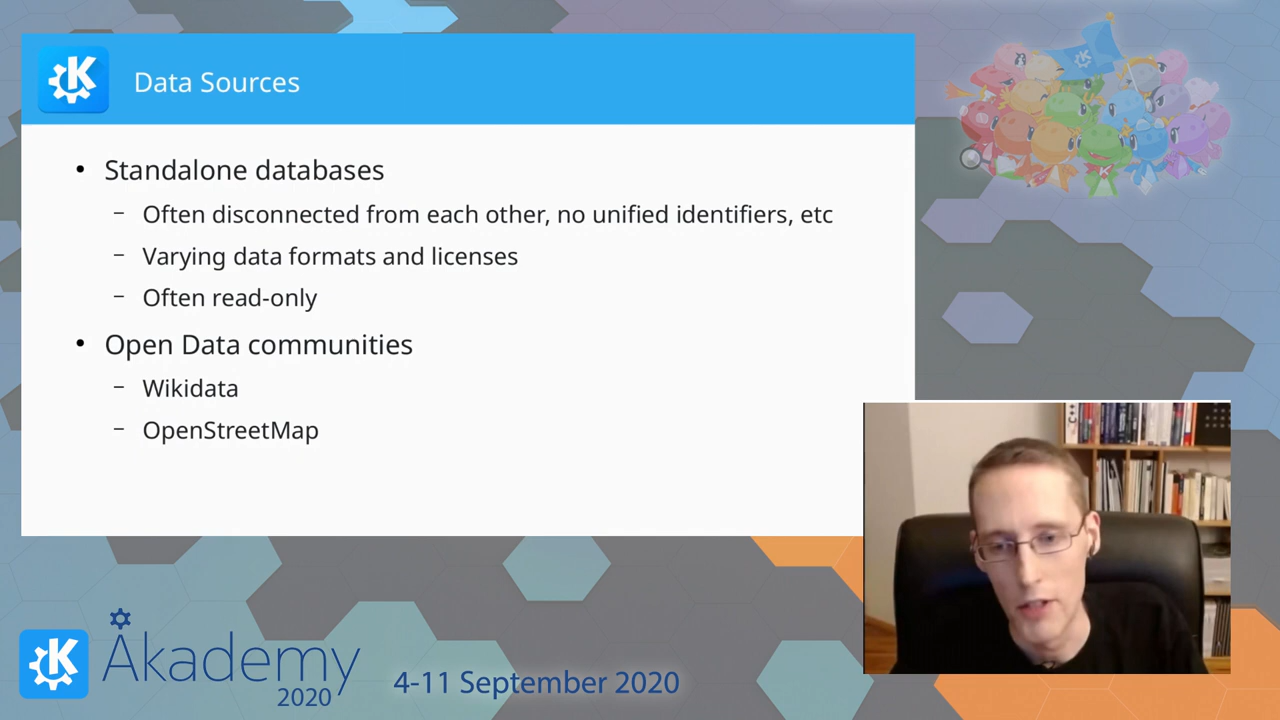 Data Sources
• Standalone databases
– Often disconnected from each other, no unified identifiers, etc
– Varying data formats and licenses
– Often read-only
• Open Data communities
– Wikidata
– OpenStreetMap
Akademy
2020
4-11 September 2020